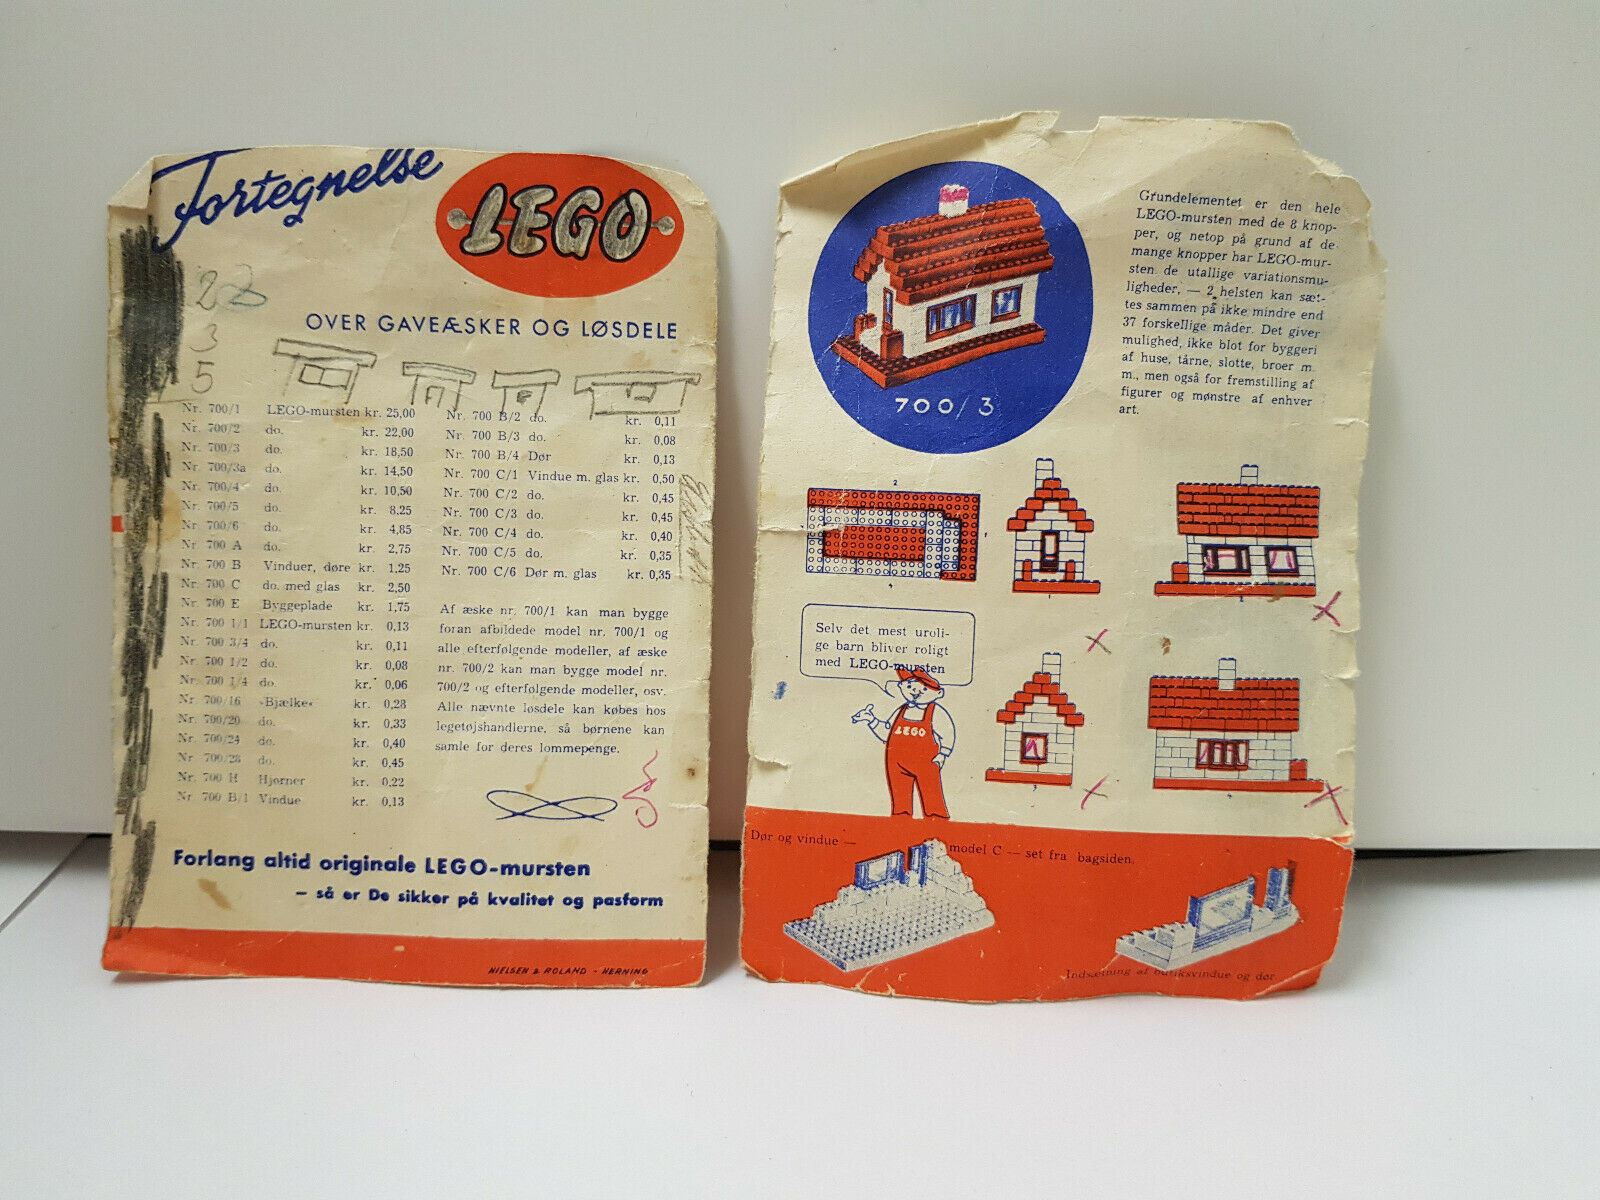 Fortegnelse
LEGO
OVER GAVEÆSKER OG LØSDELE
2
3
5
Nr. 700/1 LEGO-mursten kr. 25,00
Nr. 700/2 do. kr. 22,00
Nr. 700/3 do. kr. 18,50
Nr. 700/3a do. kr. 14,50
Nr. 700/4 do. kr. 10,50
Nr. 700/5 do. kr. 8,25
Nr. 700/6 do. kr. 4,85
Nr. 700 A do. kr. 2,75
Nr. 700 B Vinduer, døre kr. 1,25
Nr. 700 C do. med glas kr. 2,50
Nr. 700 E Byggeplade kr. 1,75
Nr. 700 1/1 LEGO-mursten kr. 0,13
Nr. 700 3/4 do. kr. 0,11
Nr. 700 1/2 do. kr. 0,08
Nr. 700 1/4 do. kr. 0,06
Nr. 700/16 »Bjælke« kr. 0,28
Nr. 700/20 do. kr. 0,33
Nr. 700/24 do. kr. 0,40
Nr. 700/28 do. kr. 0,45
Nr. 700 H Hjørner kr. 0,22
Nr. 700 B/1 Vindue kr. 0,13
Nr. 700 B/2 do. kr. 0,11
Nr. 700 B/3 do. kr. 0,08
Nr. 700 B/4 Dør kr. 0,13
Nr. 700 C/1 Vindue m. glas kr. 0,50
Nr. 700 C/2 do. kr. 0,45
Nr. 700 C/3 do. kr. 0,45
Nr. 700 C/4 do. kr. 0,40
Nr. 700 C/5 do. kr. 0,35
Nr. 700 C/6 Dør m. glas kr. 0,35
Af æske nr. 700/1 kan man bygge
foran afbildede model nr. 700/1 og
alle efterfølgende modeller, af æske
nr. 700/2 kan man bygge model nr.
700/2 og efterfølgende modeller, osv.
Alle nævnte løsdele kan købes hos
legetøjshandlerne, så børnene kan
samle for deres lommepenge.
Forlang altid originale LEGO-mursten
– så er De sikker på kvalitet og pasform
NIELSEN & ROLAND - HERNING
700/3
Grundelementet er den hele
LEGO-mursten med de 8 knop-
per, og netop på grund af de
mange knopper har LEGO-mur-
sten de utallige variationsmu-
ligheder, — 2 helsten kan sæt-
tes sammen på ikke mindre end
37 forskellige måder. Det giver
mulighed, ikke blot for byggeri
af huse, tårne, slotte, broer m.
m., men også for fremstilling af
figurer og mønstre af enhver
art.
2
1
4
1
2
Selv det mest uroli-
ge barn bliver roligt
med LEGO-mursten
LEGO
3
4
Dør og vindue — model C — set fra bagsiden.
Indsætning af butiksvindue og dør.